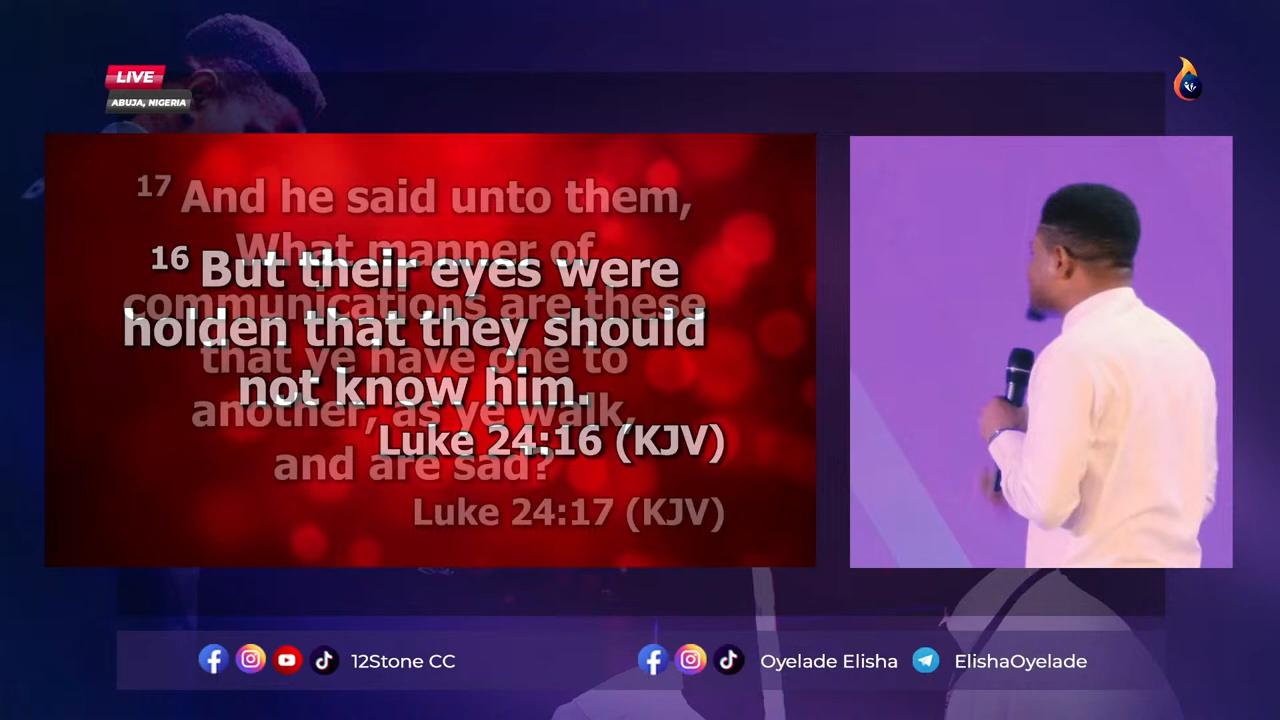 LIVE
ABUJA, NIGERIA
17 And he said unto them,
What manner of
communications are these
that ye have one to
another, as ye walk,
and are sad?
Luke 24:17 (KJV)
16 But their eyes were
holden that they should
not know him.
Luke 24:16 (KJV)
12Stone CC
Oyelade Elisha
ElishaOyelade